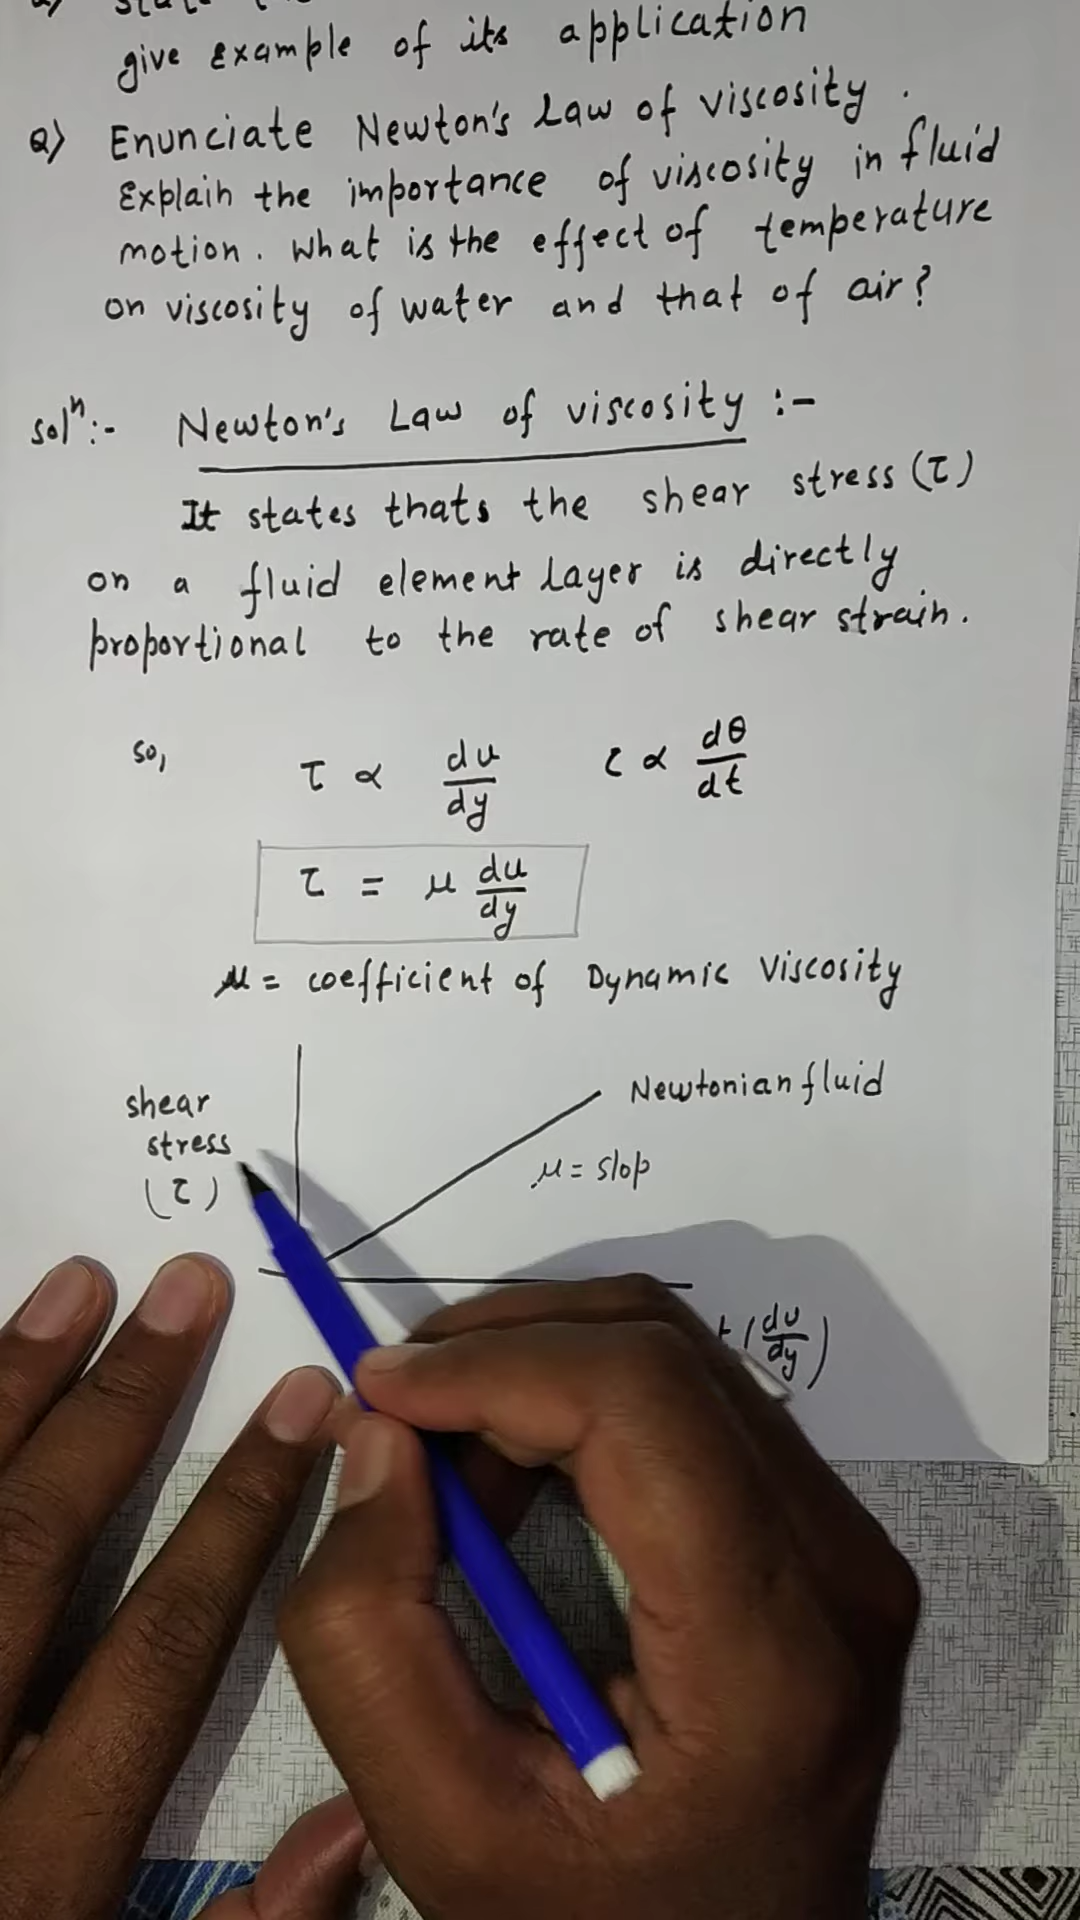 give example of its application
Q) Enunciate Newton's Law of viscosity.
Explain the importance of viscosity in fluid
motion. What is the effect of temperature
on viscosity of water and that of air?
solⁿ:- Newton's Law of viscosity :-
It states thats the shear stress (τ)
on a fluid element layer is directly
proportional to the rate of shear strain.
so, τ ∝ du/dy τ ∝ dθ/dt
τ = μ du/dy
μ = coefficient of Dynamic Viscosity
shear
stress
(τ)
Newtonian fluid
μ = slop
(du/dy)